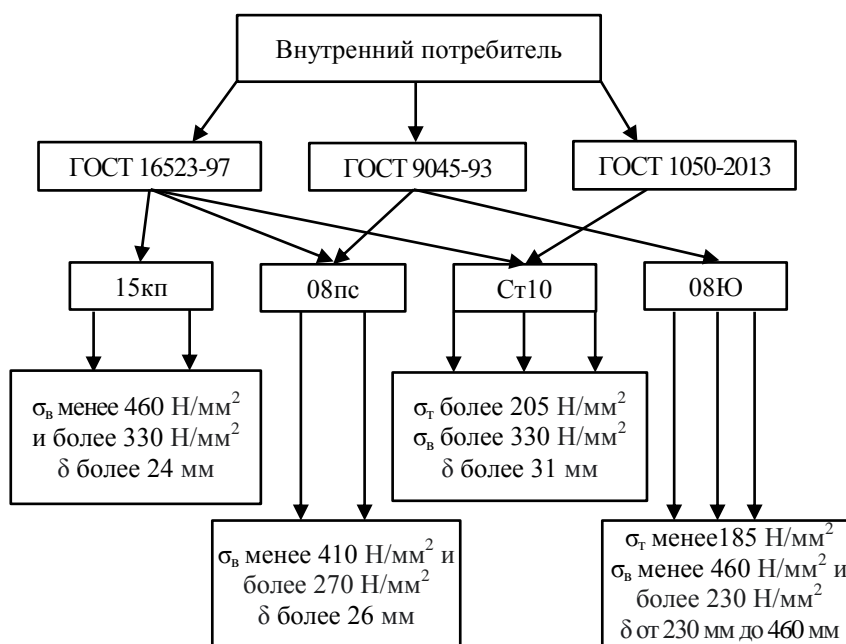 Внутренний потребитель
ГОСТ 16523-97
ГОСТ 9045-93
ГОСТ 1050-2013
15кп
08пс
Ст10
08Ю
σв менее 460 Н/мм²
и более 330 Н/мм²
δ более 24 мм
σт более 205 Н/мм²
σв более 330 Н/мм²
δ более 31 мм
σв менее 410 Н/мм² и
более 270 Н/мм²
δ более 26 мм
σт менее185 Н/мм²
σв менее 460 Н/мм² и
более 230 Н/мм²
δ от 230 мм до 460 мм